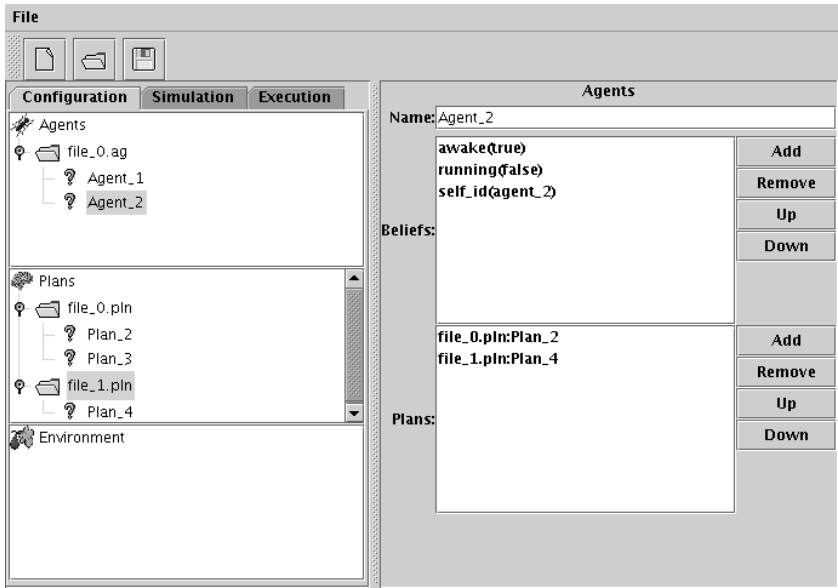 File
Configuration Simulation Execution
Agents
file_0.ag
Agent_1
Agent_2
Plans
file_0.pln
Plan_2
Plan_3
file_1.pln
Plan_4
Environment
Agents
Name: Agent_2
Beliefs:
awake(true)
running(false)
self_id(agent_2)
Add
Remove
Up
Down
Plans:
file_0.pln:Plan_2
file_1.pln:Plan_4
Add
Remove
Up
Down